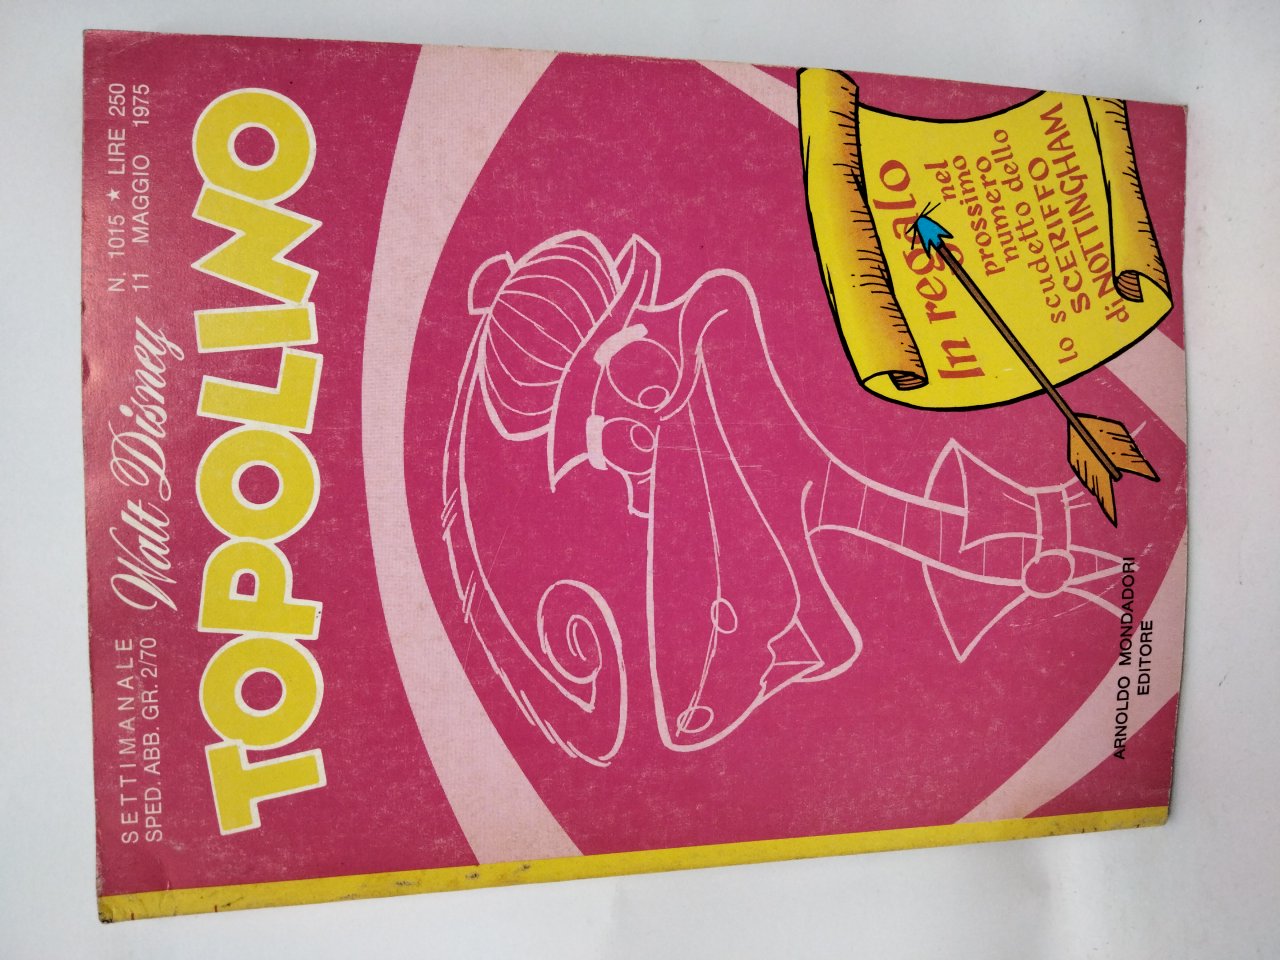 SETTIMANALE
SPED. ABB. GR. 2/70
Walt Disney
N. 1015 ★ LIRE 250
11 MAGGIO 1975
TOPOLINO
In regalo
nel
prossimo
numero
lo scudetto dello
SCERIFFO
di NOTTINGHAM
ARNOLDO MONDADORI
EDITORE